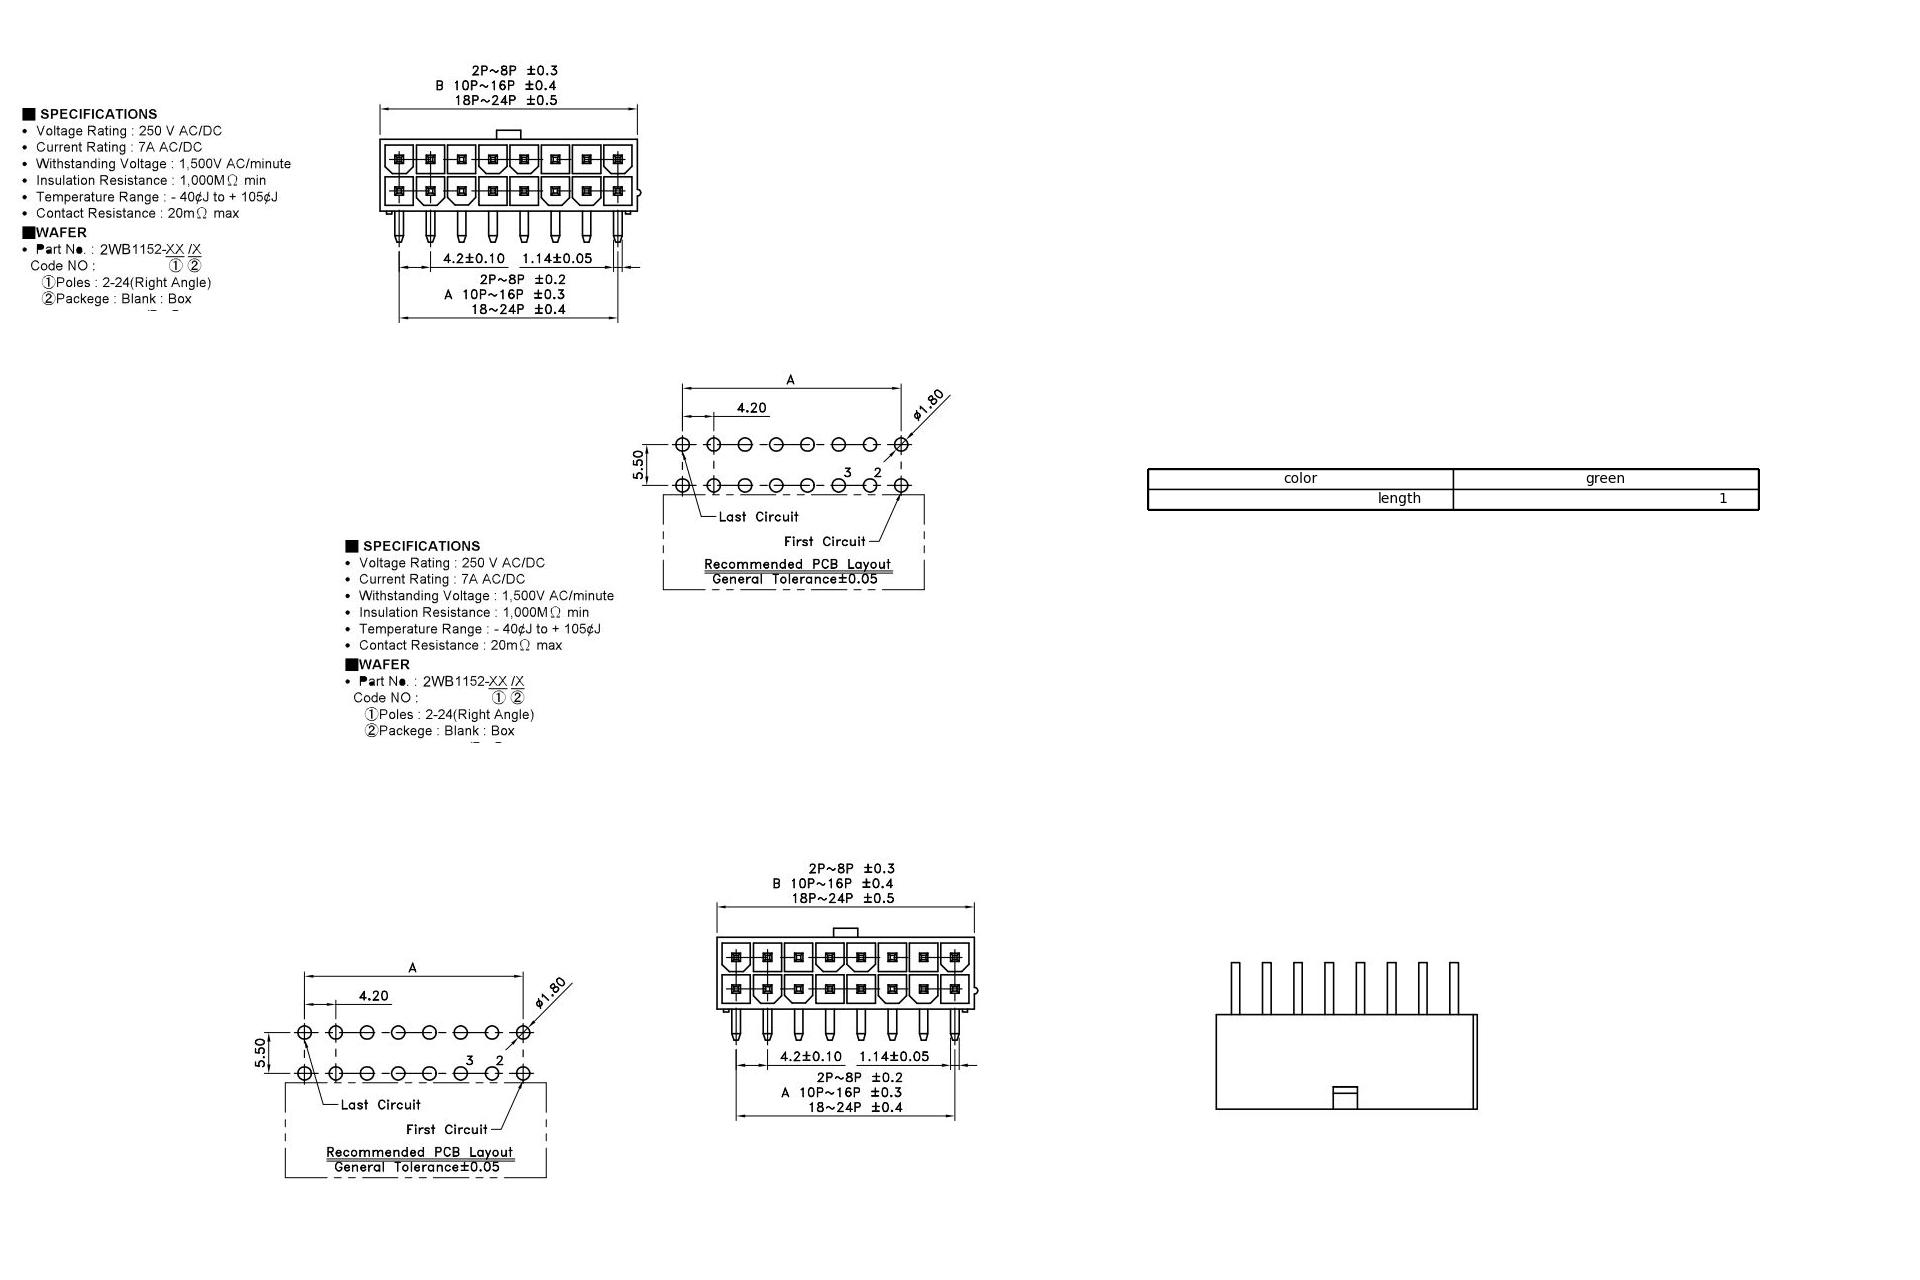 2P~8P ±0.3
B 10P~16P ±0.4
18P~24P ±0.5
■ SPECIFICATIONS
• Voltage Rating : 250 V AC/DC
• Current Rating : 7A AC/DC
• Withstanding Voltage : 1,500V AC/minute
• Insulation Resistance : 1,000MΩ min
• Temperature Range : - 40¢J to + 105¢J
• Contact Resistance : 20mΩ max
■WAFER
• Part No. : 2WB1152-XX /X
Code NO : ① ②
①Poles : 2-24(Right Angle)
②Packege : Blank : Box
4.2±0.10 1.14±0.05
2P~8P ±0.2
A 10P~16P ±0.3
18~24P ±0.4
A
4.20
ø1.80
5.50
3 2
Last Circuit
First Circuit
Recommended PCB Layout
General Tolerance±0.05
color green
length 1
■ SPECIFICATIONS
• Voltage Rating : 250 V AC/DC
• Current Rating : 7A AC/DC
• Withstanding Voltage : 1,500V AC/minute
• Insulation Resistance : 1,000MΩ min
• Temperature Range : - 40¢J to + 105¢J
• Contact Resistance : 20mΩ max
■WAFER
• Part No. : 2WB1152-XX /X
Code NO : ① ②
①Poles : 2-24(Right Angle)
②Packege : Blank : Box
2P~8P ±0.3
B 10P~16P ±0.4
18P~24P ±0.5
4.2±0.10 1.14±0.05
2P~8P ±0.2
A 10P~16P ±0.3
18~24P ±0.4
A
4.20
ø1.80
5.50
3 2
Last Circuit
First Circuit
Recommended PCB Layout
General Tolerance±0.05